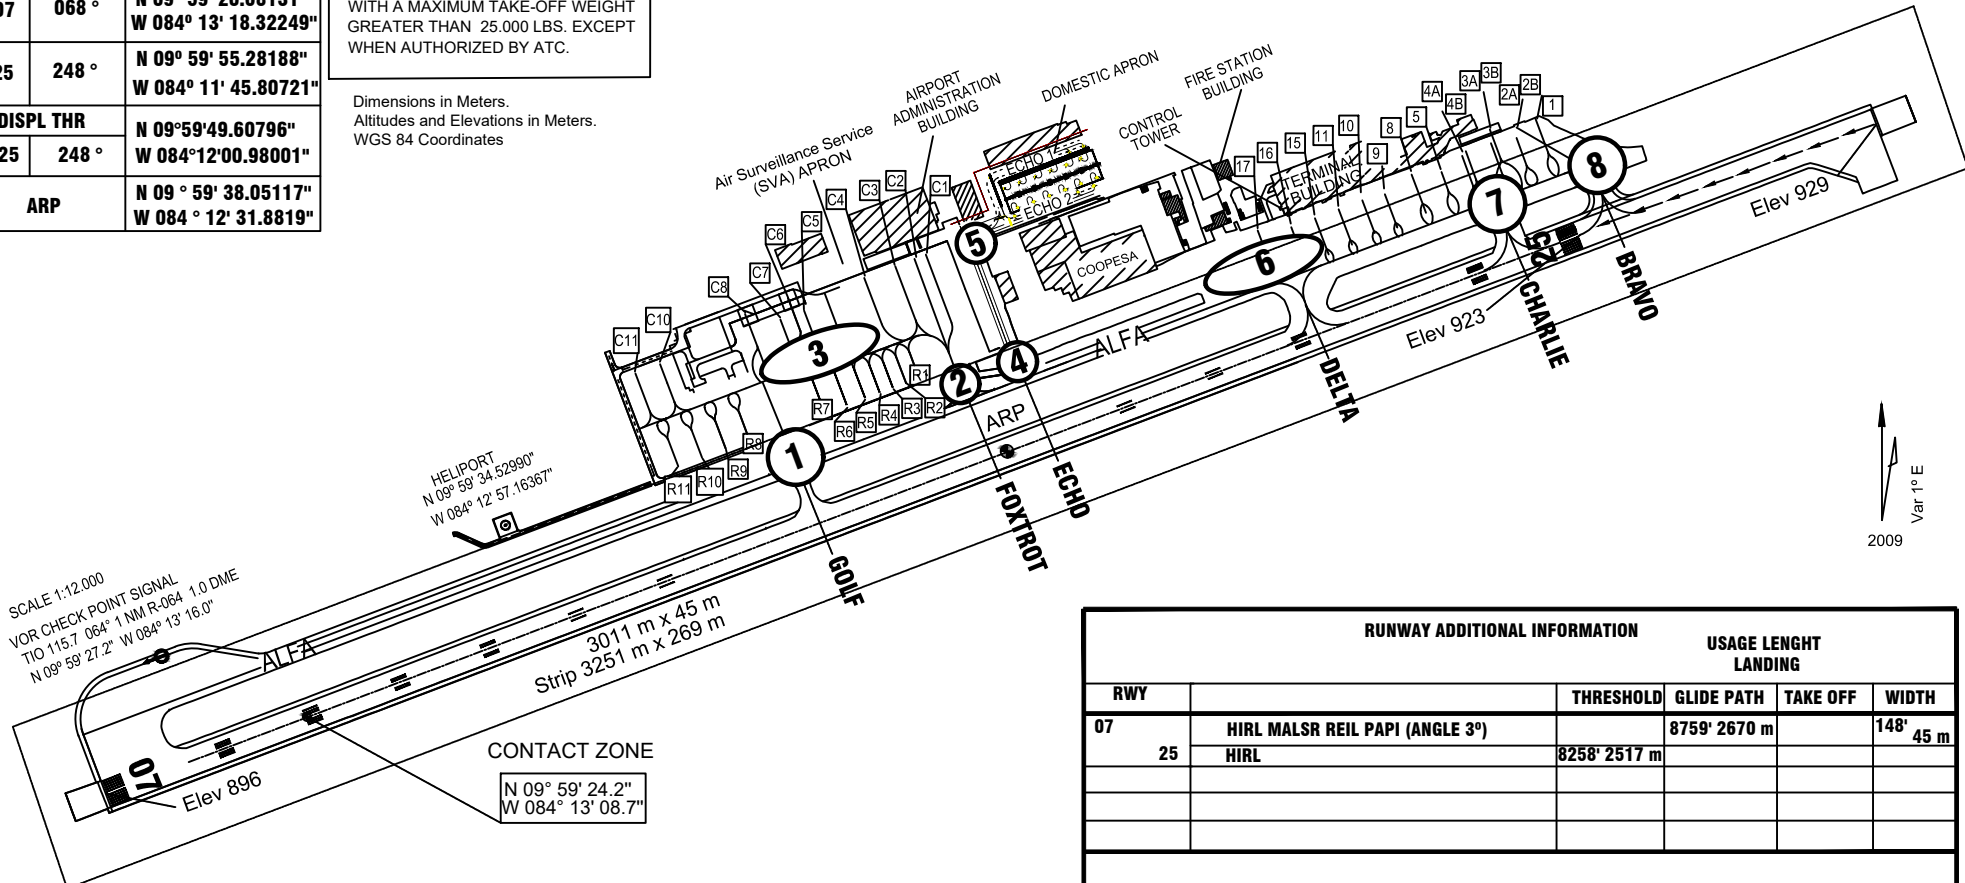 07
068 °
W 084º 13' 18.32249"
25
248 °
N 09º 59' 55.28188"
W 084º 11' 45.80721"
DISPL THR
25
248 °
N 09°59'49.60796"
W 084°12'00.98001"
ARP
N 09 ° 59' 38.05117"
W 084 ° 12' 31.8819"
WITH A MAXIMUM TAKE-OFF WEIGHT
GREATER THAN 25.000 LBS. EXCEPT
WHEN AUTHORIZED BY ATC.
Dimensions in Meters.
Altitudes and Elevations in Meters.
WGS 84 Coordinates
Air Surveillance Service
(SVA) APRON
AIRPORT
ADMINISTRATION
BUILDING
DOMESTIC APRON
FIRE STATION
BUILDING
CONTROL
TOWER
ECHO 1
ECHO 2
COOPESA
TERMINAL
BUILDING
17
16
15
11
10
9
8
5
4A
4B
3A
3B
2A
2B
1
C11
C10
C8
C7
C6
C5
C4
C3
C2
C1
R11
R10
R9
R8
R7
R6
R5
R4
R3
R2
R1
1
2
3
4
5
6
7
8
ALFA
ARP
25
Elev 929
Elev 923
BRAVO
CHARLIE
DELTA
ECHO
FOXTROT
GOLF
HELIPORT
N 09º 59' 34.52990"
W 084º 12' 57.16367"
SCALE 1:12.000
VOR CHECK POINT SIGNAL
TIO 115.7 064° 1 NM R-064 1.0 DME
N 09º 59' 27.2" W 084º 13' 16.0"
ALFA
3011 m x 45 m
Strip 3251 m x 269 m
07
Elev 896
CONTACT ZONE
N 09° 59' 24.2"
W 084° 13' 08.7"
Var 1º E
2009
RUNWAY ADDITIONAL INFORMATION
USAGE LENGHT
LANDING
RWY
THRESHOLD
GLIDE PATH
TAKE OFF
WIDTH
07
HIRL MALSR REIL PAPI (ANGLE 3º)
8759' 2670 m
148'
45 m
25
HIRL
8258' 2517 m